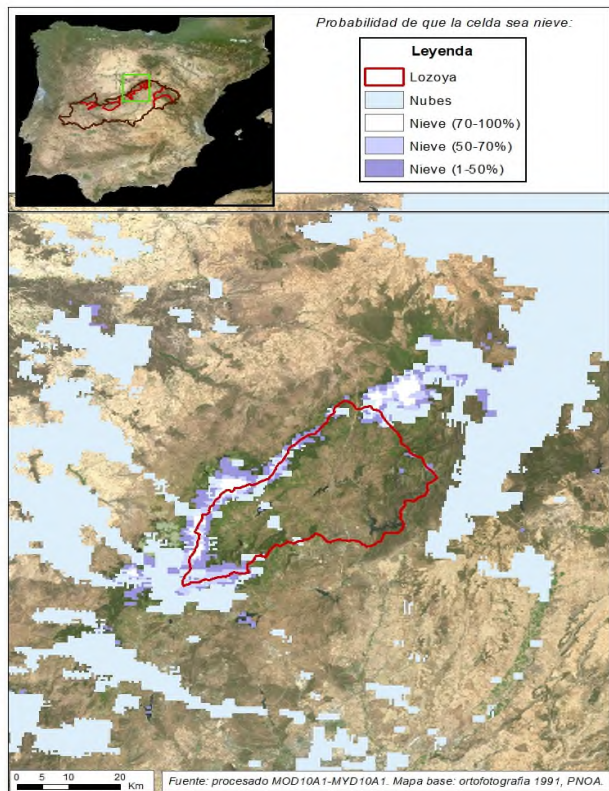 Probabilidad de que la celda sea nieve:
Leyenda
Lozoya
Nubes
Nieve (70-100%)
Nieve (50-70%)
Nieve (1-50%)
0 5 10 20
Km
Fuente: procesado MOD10A1-MYD10A1. Mapa base: ortofotografia 1991, PNOA.